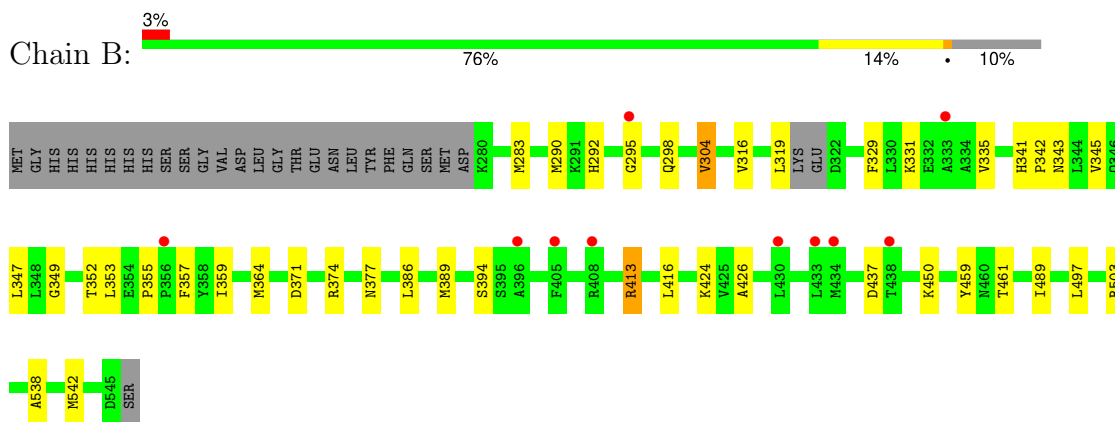 3%
Chain B:
76% 14% • 10%
MET GLY HIS HIS HIS HIS HIS HIS SER SER GLY VAL ASP LEU GLY THR GLU ASN LEU TYR PHE GLN SER MET ASP K280 M283 M290 K291 H292 G295 Q298 V304 V316 L319 LYS GLU D322 F329 L330 K331 E332 A333 A334 V335 H341 P342 N343 L344 V345
L347 L348 G349 T352 L353 E354 P355 P356 F357 Y358 I359 M364 D371 R374 N377 L386 M389 S394 S395 A396 F405 R408 R413 L416 K424 V425 A426 L430 L433 M434 D437 T438 K450 Y459 N460 T461 I489 L497
A538 M542 D545 SER